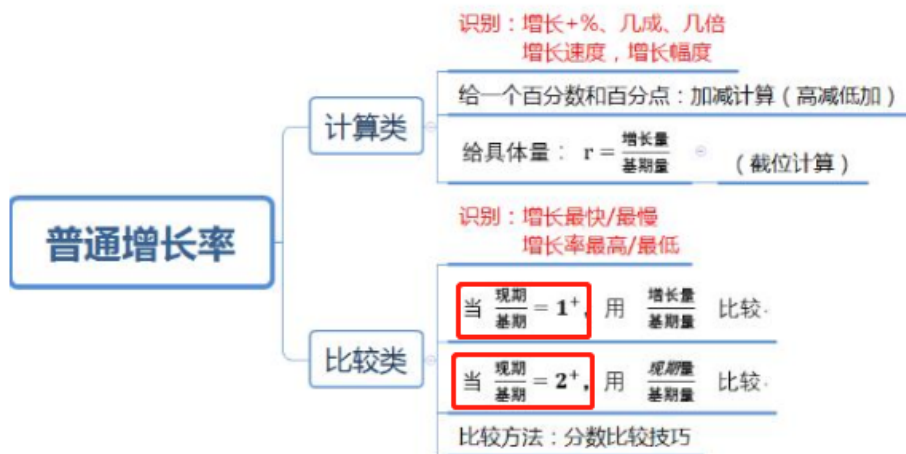 识别：增长+%、几成、几倍
增长速度，增长幅度
给一个百分数和百分点：加减计算（高减低加）
计算类
给具体量： r=增长量/基期量 （截位计算）
普通增长率
识别：增长最快/最慢
增长率最高/最低
当 现期/基期 = 1⁺，用 增长量/基期量 比较.
比较类
当 现期/基期 = 2⁺，用 现期量/基期量 比较.
比较方法：分数比较技巧